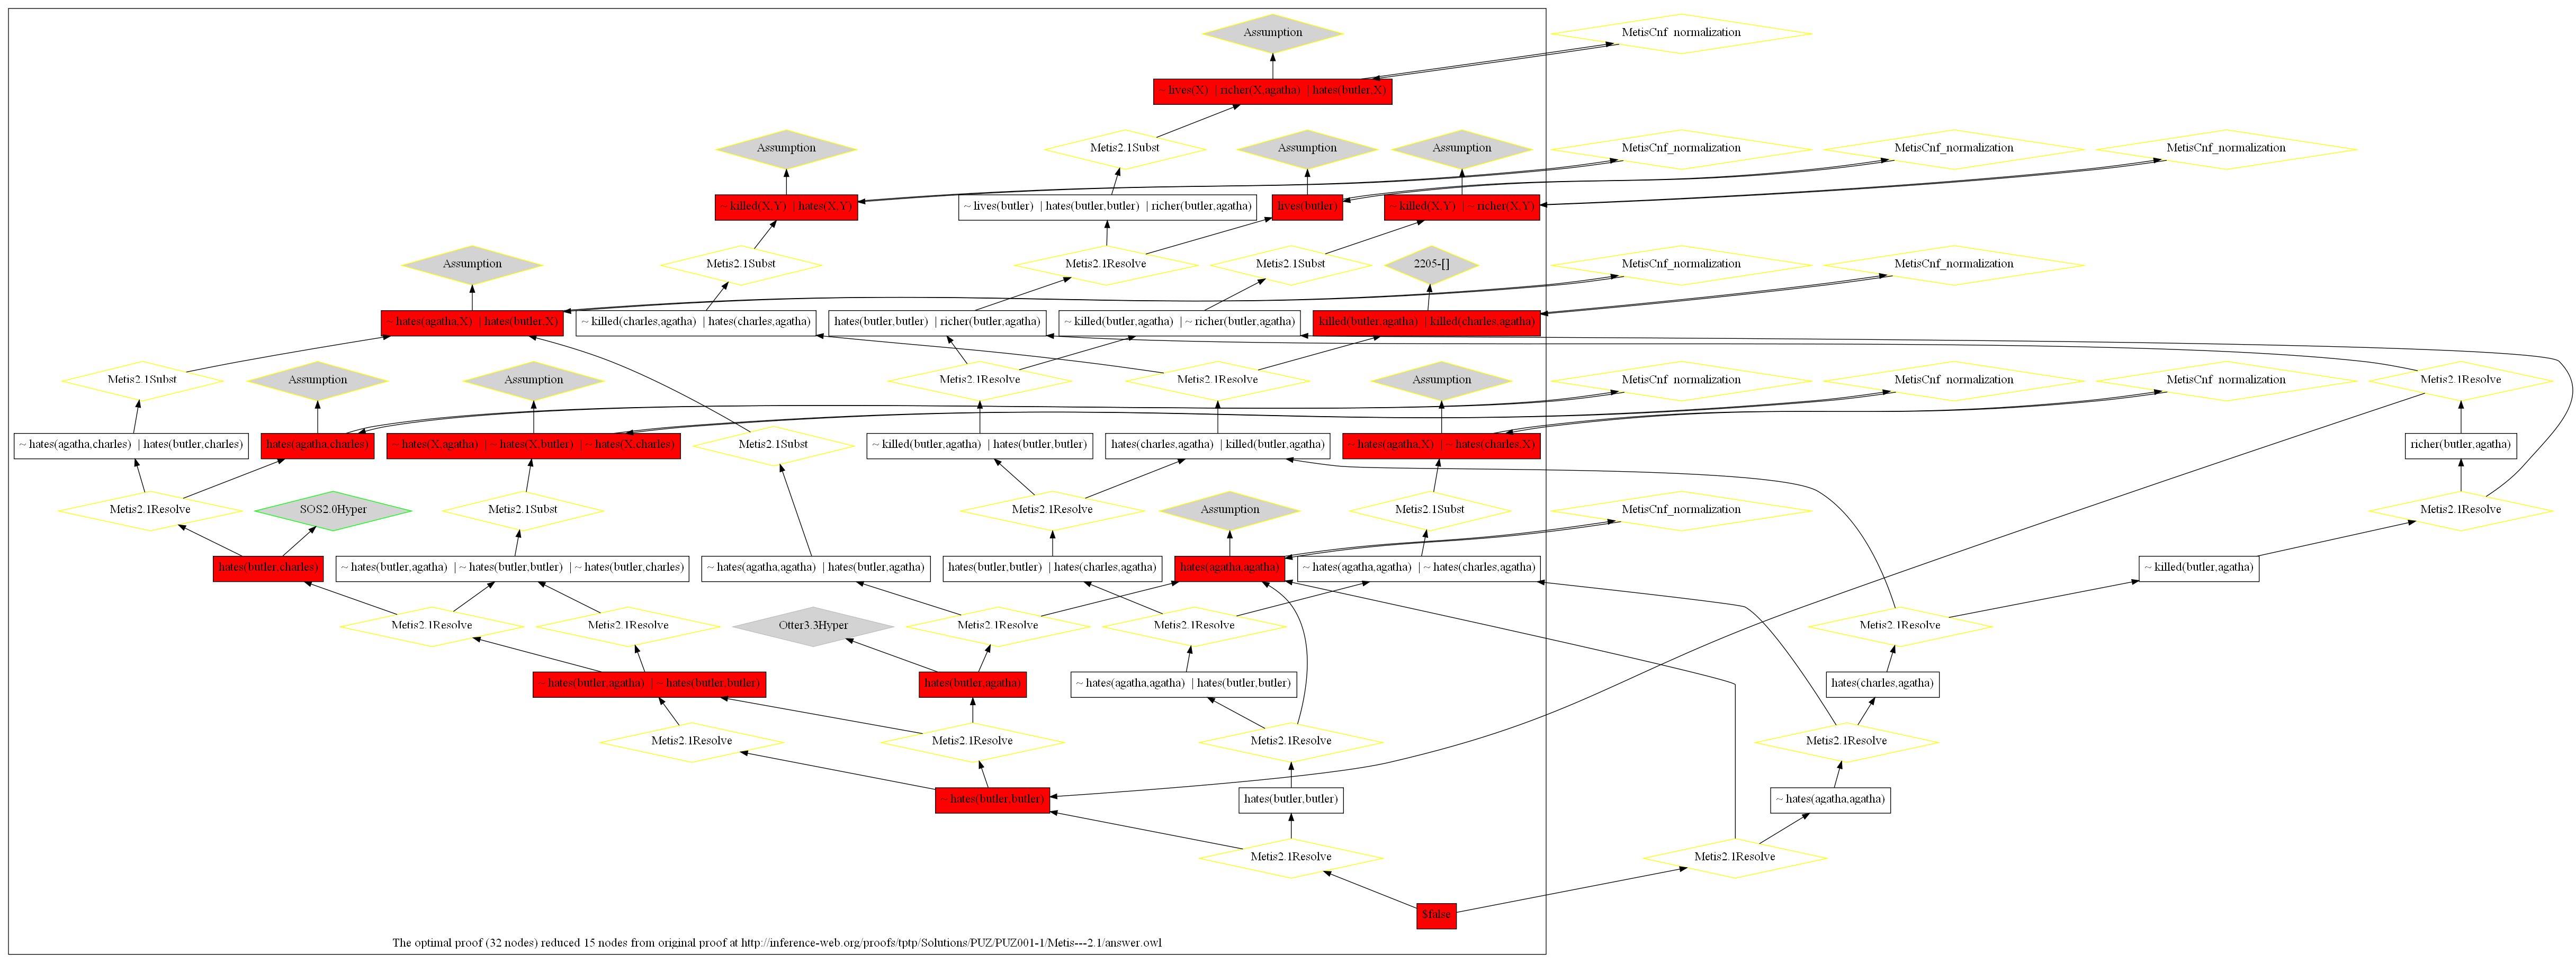 Assumption
MetisCnf_normalization
~ lives(X) | richer(X,agatha) | hates(butler,X)
Assumption
Metis2.1Subst
Assumption
Assumption
MetisCnf_normalization
MetisCnf_normalization
MetisCnf_normalization
~ killed(X,Y) | hates(X,Y)
~ lives(butler) | hates(butler,butler) | richer(butler,agatha)
lives(butler)
~ killed(X,Y) | ~ richer(X,Y)
Assumption
Metis2.1Subst
Metis2.1Resolve
Metis2.1Subst
2205-[]
MetisCnf_normalization
MetisCnf_normalization
~ hates(agatha,X) | hates(butler,X)
~ killed(charles,agatha) | hates(charles,agatha)
hates(butler,butler) | richer(butler,agatha)
~ killed(butler,agatha) | ~ richer(butler,agatha)
killed(butler,agatha) | killed(charles,agatha)
Metis2.1Subst
Assumption
Assumption
Metis2.1Resolve
Metis2.1Resolve
Assumption
MetisCnf_normalization
MetisCnf_normalization
MetisCnf_normalization
Metis2.1Resolve
~ hates(agatha,charles) | hates(butler,charles)
hates(agatha,charles)
~ hates(X,agatha) | ~ hates(X,butler) | ~ hates(X,charles)
Metis2.1Subst
~ killed(butler,agatha) | hates(butler,butler)
hates(charles,agatha) | killed(butler,agatha)
~ hates(agatha,X) | ~ hates(charles,X)
richer(butler,agatha)
Metis2.1Resolve
SOS2.0Hyper
Metis2.1Subst
Metis2.1Resolve
Assumption
Metis2.1Subst
MetisCnf_normalization
Metis2.1Resolve
hates(butler,charles)
~ hates(butler,agatha) | ~ hates(butler,butler) | ~ hates(butler,charles)
~ hates(agatha,agatha) | hates(butler,agatha)
hates(butler,butler) | hates(charles,agatha)
hates(agatha,agatha)
~ hates(agatha,agatha) | ~ hates(charles,agatha)
~ killed(butler,agatha)
Metis2.1Resolve
Metis2.1Resolve
Otter3.3Hyper
Metis2.1Resolve
Metis2.1Resolve
Metis2.1Resolve
~ hates(butler,agatha) | ~ hates(butler,butler)
hates(butler,agatha)
~ hates(agatha,agatha) | hates(butler,butler)
hates(charles,agatha)
Metis2.1Resolve
Metis2.1Resolve
Metis2.1Resolve
Metis2.1Resolve
~ hates(butler,butler)
hates(butler,butler)
~ hates(agatha,agatha)
Metis2.1Resolve
Metis2.1Resolve
$false
The optimal proof (32 nodes) reduced 15 nodes from original proof at http://inference-web.org/proofs/tptp/Solutions/PUZ/PUZ001-1/Metis---2.1/answer.owl